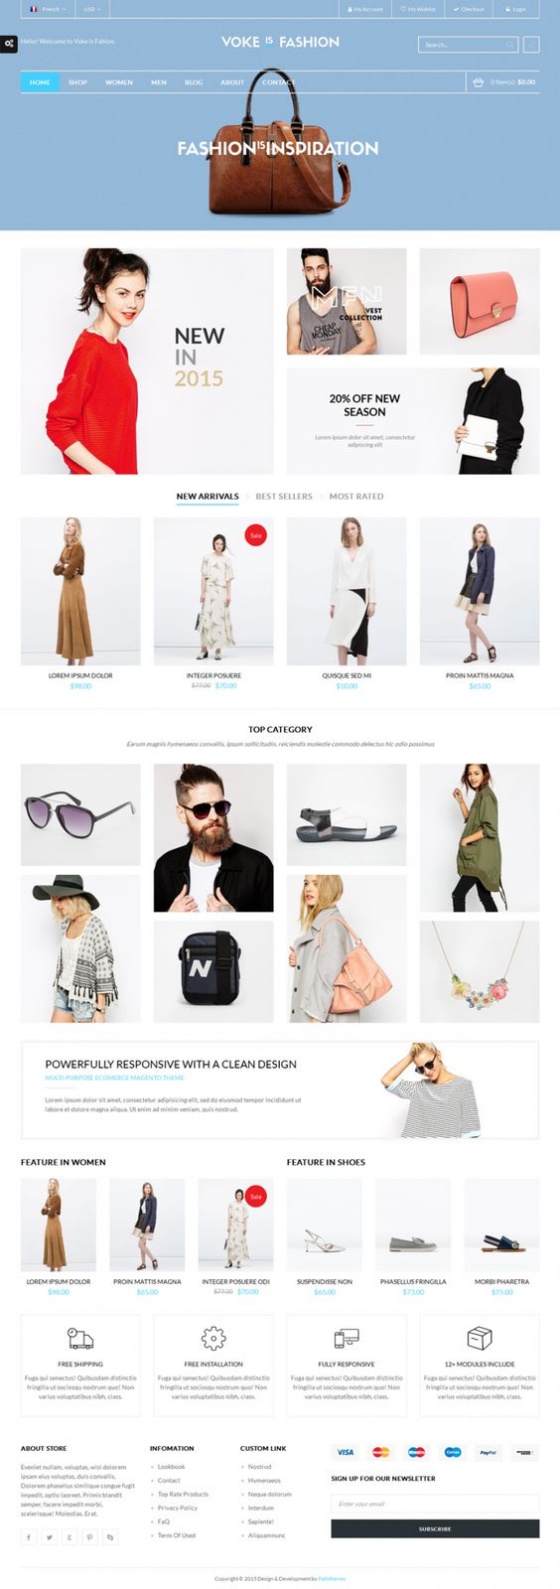 French
USD
My Account
My Wishlist
Checkout
Login
Hello! Welcome to Voke is Fahion.
VOKE IS FASHION
Search...
HOME
SHOP
WOMEN
MEN
BLOG
ABOUT
CONTACT
0 item(s) $0.00
FASHION IS INSPIRATION
NEW
IN
2015
MEN
VEST
COLLECTION
CHEAP
MONDAY
20% OFF NEW
SEASON
Lorem ipsum dolor sit amet, consectetur
adipiscing elit
NEW ARRIVALS
BEST SELLERS
MOST RATED
Sale
LOREM IPSUM DOLOR
$90.00
INTEGER POSUERE
$77.00 $70.00
QUISQUE SED MI
$50.00
PROIN MATTIS MAGNA
$65.00
TOP CATEGORY
Earum magnis hymenaeos convallis, ipsum sollicitudin, reiciendis molestie commodo delectus hic odio possimus
N
POWERFULLY RESPONSIVE WITH A CLEAN DESIGN
MULTI-PURPOSE ECOMERCE MAGENTO THEME
Lorem ipsum dolor sit amet, consectetur adipisicing elit, sed do eiusmod tempor incididunt ut
labore et dolore magna aliqua. Ut enim ad minim veniam, quis nostrud.
FEATURE IN WOMEN
FEATURE IN SHOES
Sale
LOREM IPSUM DOLOR
$90.00
PROIN MATTIS MAGNA
$65.00
INTEGER POSUERE ODI
$77.00 $70.00
SUSPENDISSE NON
$65.00
PHASELLUS FRINGILLA
$73.00
MORBI PHARETRA
$75.00
FREE SHIPPING
Fuga qui senectus! Quibusdam distinctio
fringilla ut sociosqu nostrum quo! Non
varius voluptatibus nibh, class.
FREE INSTALLATION
Fuga qui senectus! Quibusdam distinctio
fringilla ut sociosqu nostrum quo! Non
varius voluptatibus nibh, class.
FULLY RESPONSIVE
Fuga qui senectus! Quibusdam distinctio
fringilla ut sociosqu nostrum quo! Non
varius voluptatibus nibh, class.
12+ MODULES INCLUDE
Fuga qui senectus! Quibusdam distinctio
fringilla ut sociosqu nostrum quo! Non
varius voluptatibus nibh, class.
ABOUT STORE
Eveniet nullam, voluptas, wisi dolorem
ipsam eius voluptas, duis convallis.
Dolorem phasellus similique congue fugit
impedit, optio laoreet. Primis blandit
semper, facere impedit morbi,
scelerisque! Molestias. Erat.
INFOMATION
Lookbook
Contact
Top Rate Products
Privacy Policy
FaQ
Term Of Used
CUSTOM LINK
Nostrud
Hymenaeos
Neque dolorum
Interdum
Sapiente!
Aliquamnunc
VISA
MasterCard
Maestro
Cirrus
PayPal
SIGN UP FOR OUR NEWSLETTER
Enter your email
SUBSCRIBE
Copyright © 2015 Design & Development by